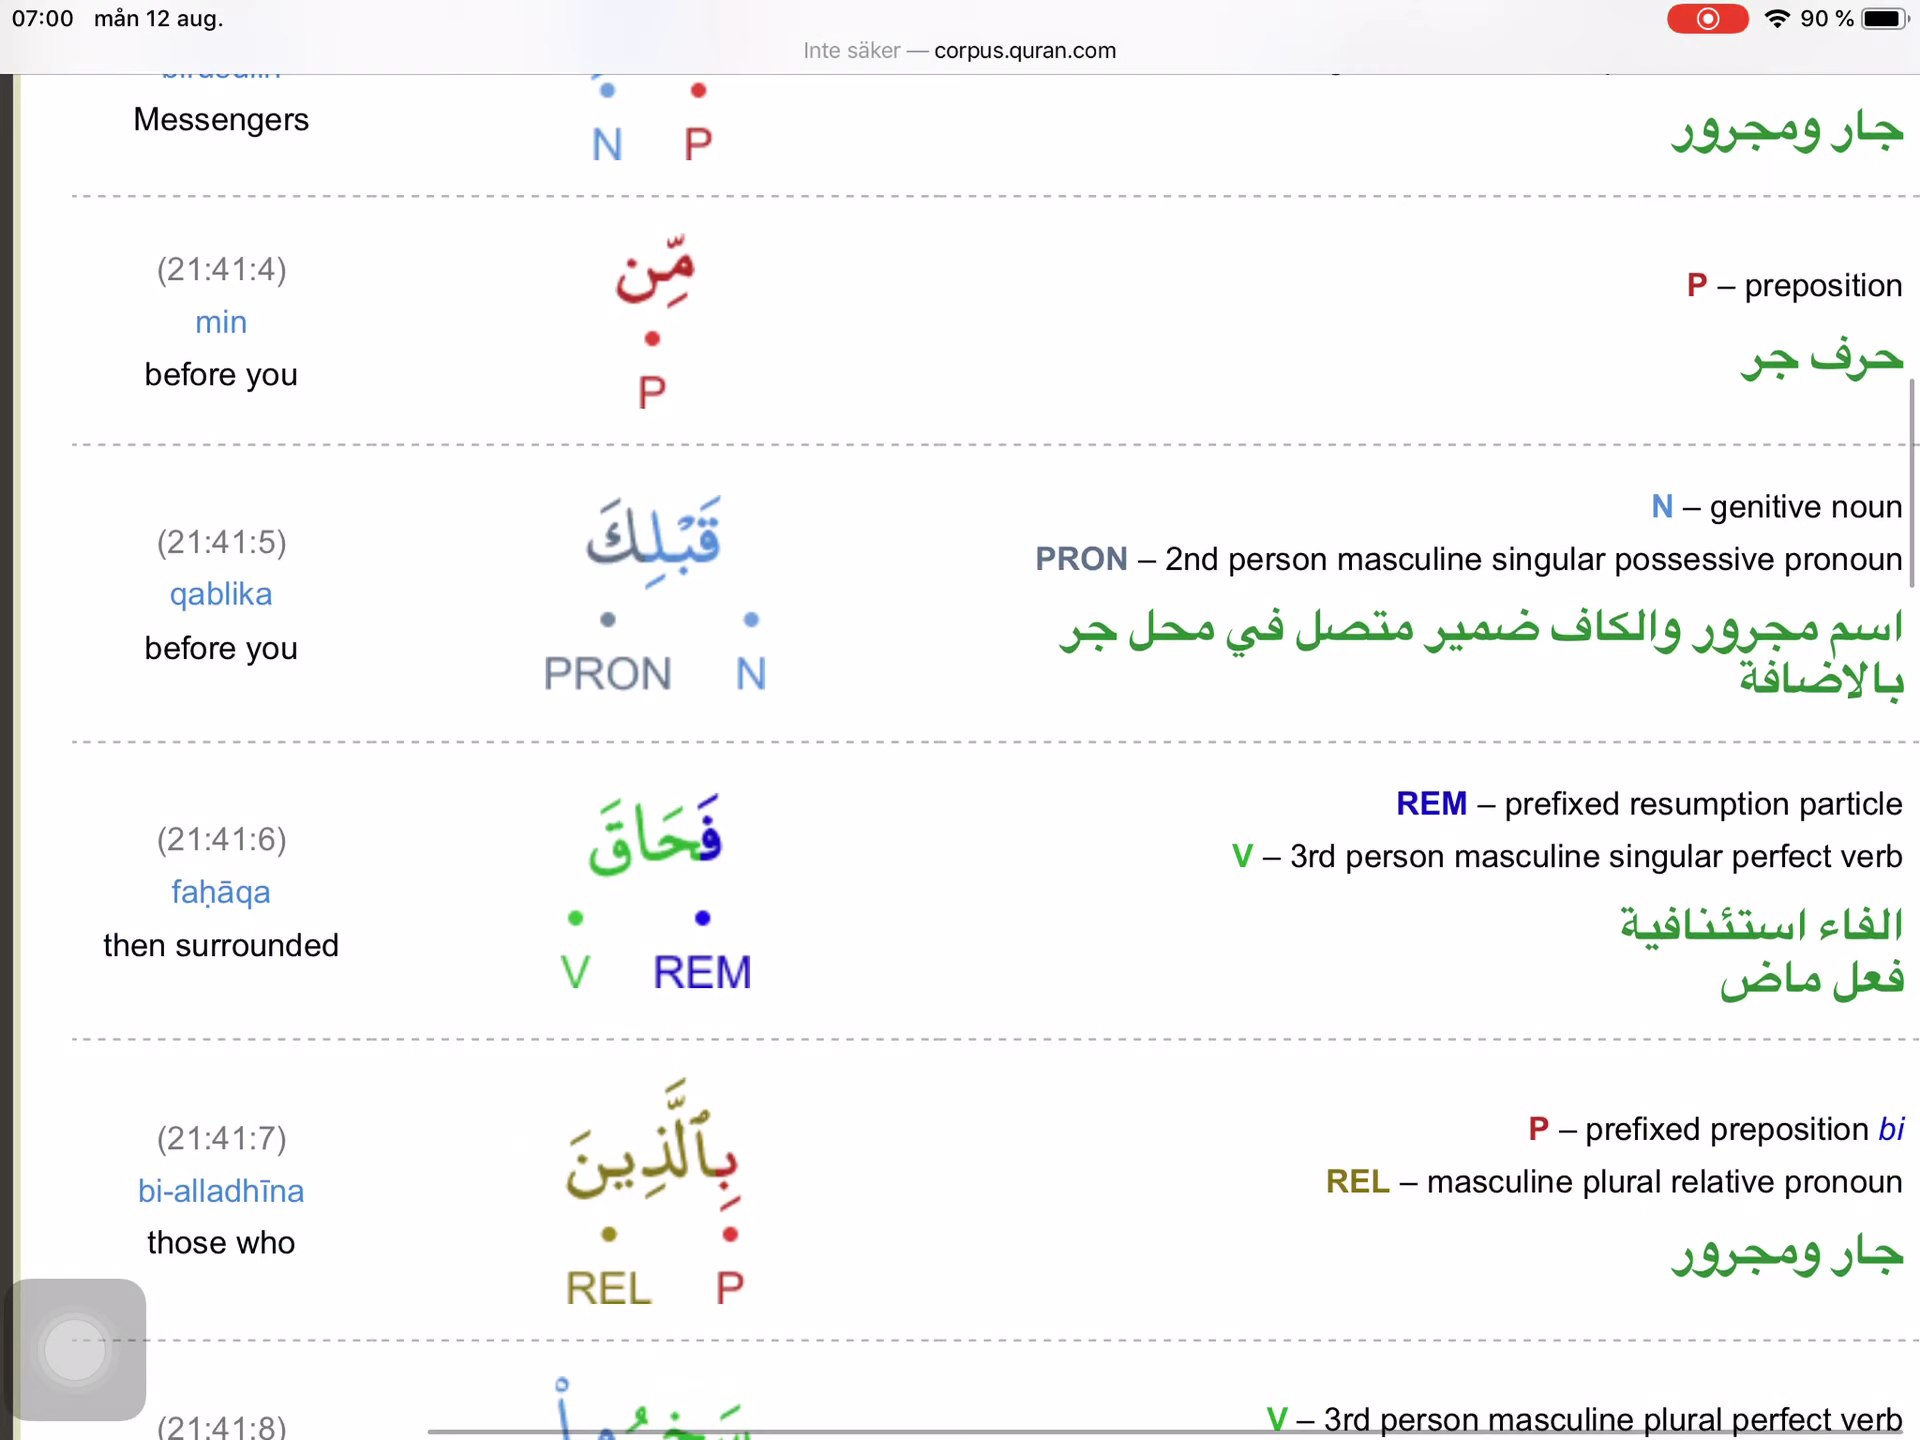 07:00 mån 12 aug.
90 %
Inte säker — corpus.quran.com
Messengers
N P
جار ومجرور
(21:41:4)
min
before you
مِّن
P
P – preposition
حرف جر
(21:41:5)
qablika
before you
قَبْلِكَ
PRON N
N – genitive noun
PRON – 2nd person masculine singular possessive pronoun
اسم مجرور والكاف ضمير متصل في محل جر
بالاضافة
(21:41:6)
faḥāqa
then surrounded
فَحَاقَ
V REM
REM – prefixed resumption particle
V – 3rd person masculine singular perfect verb
الفاء استئنافية
فعل ماض
(21:41:7)
bi-alladhīna
those who
بِٱلَّذِينَ
REL P
P – prefixed preposition bi
REL – masculine plural relative pronoun
جار ومجرور
(21:41:8)
V – 3rd person masculine plural perfect verb